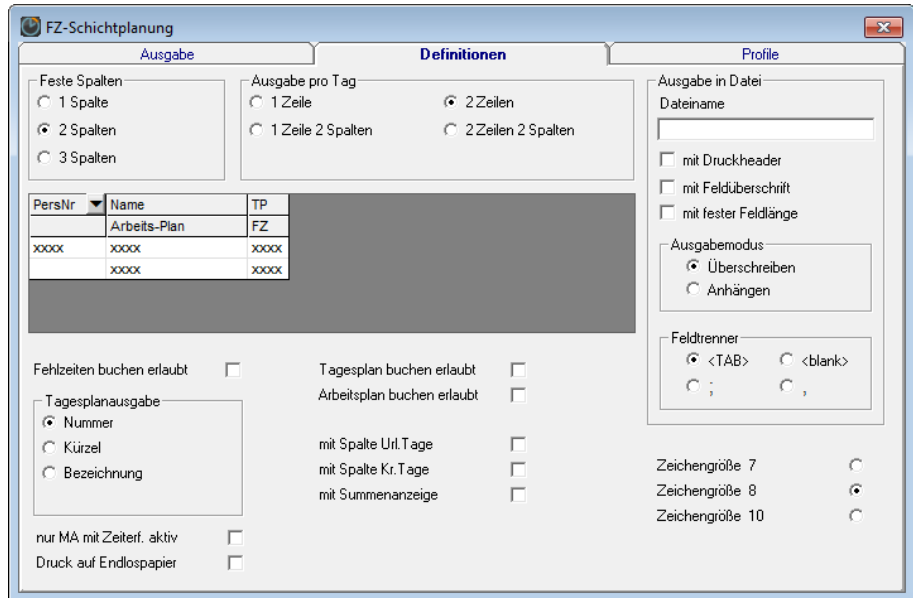 FZ-Schichtplanung
Ausgabe
Definitionen
Profile
Feste Spalten
1 Spalte
2 Spalten
3 Spalten
Ausgabe pro Tag
1 Zeile
2 Zeilen
1 Zeile 2 Spalten
2 Zeilen 2 Spalten
Ausgabe in Datei
Dateiname
mit Druckheader
mit Feldüberschrift
mit fester Feldlänge
Ausgabemodus
Überschreiben
Anhängen
Feldtrenner
<TAB>
<blank>
;
,
PersNr Name TP
Arbeits-Plan FZ
xxxx xxxx xxxx
xxxx xxxx
Fehlzeiten buchen erlaubt
Tagesplanausgabe
Nummer
Kürzel
Bezeichnung
nur MA mit Zeiterf. aktiv
Druck auf Endlospapier
Tagesplan buchen erlaubt
Arbeitsplan buchen erlaubt
mit Spalte Url.Tage
mit Spalte Kr.Tage
mit Summenanzeige
Zeichengröße 7
Zeichengröße 8
Zeichengröße 10